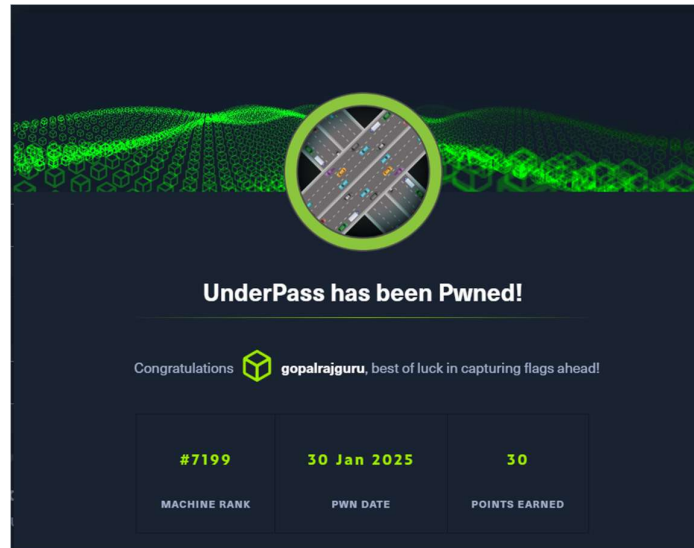 UnderPass has been Pwned!
Congratulations gopalrajguru, best of luck in capturing flags ahead!
#7199 30 Jan 2025 30
MACHINE RANK PWN DATE POINTS EARNED